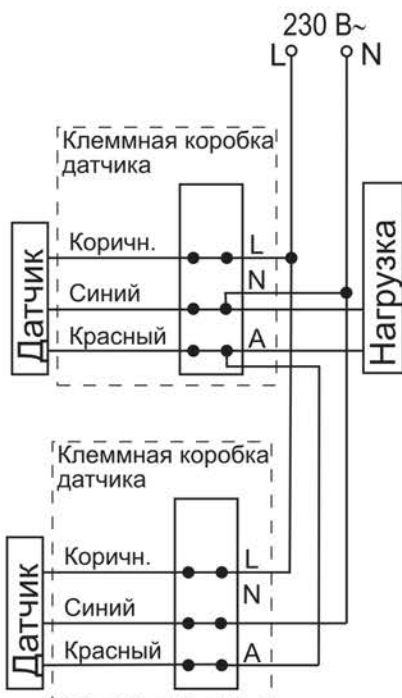 230 В~
L N
Клеммная коробка
датчика
Датчик
Коричн.
L
Синий
N
Красный
A
Нагрузка
Клеммная коробка
датчика
Датчик
Коричн.
L
Синий
N
Красный
A